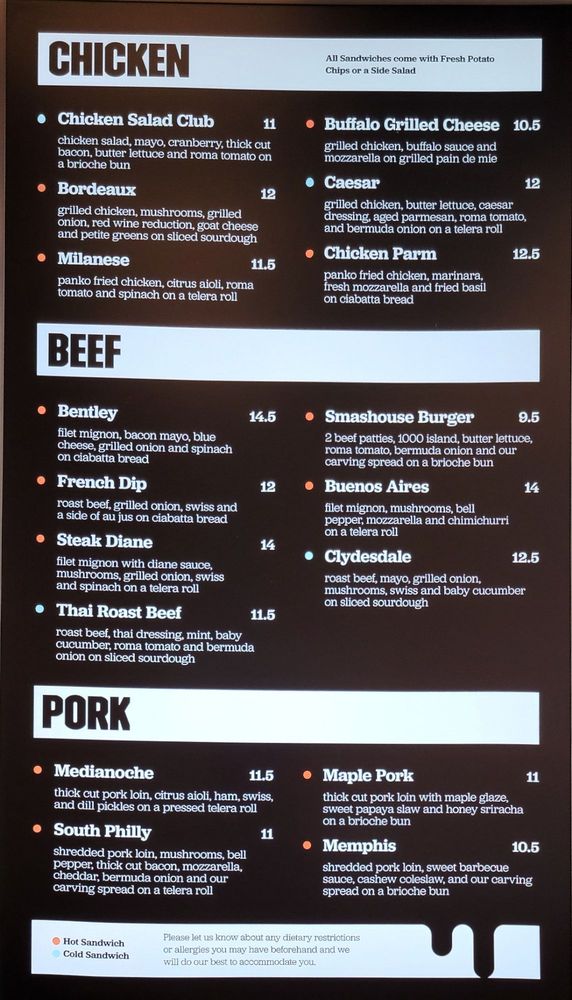 CHICKEN
All Sandwiches come with Fresh Potato
Chips or a Side Salad
Chicken Salad Club 11
chicken salad, mayo, cranberry, thick cut
bacon, butter lettuce and roma tomato on
a brioche bun
Bordeaux 12
grilled chicken, mushrooms, grilled
onion, red wine reduction, goat cheese
and petite greens on sliced sourdough
Milanese 11.5
panko fried chicken, citrus aioli, roma
tomato and spinach on a telera roll
Buffalo Grilled Cheese 10.5
grilled chicken, buffalo sauce and
mozzarella on grilled pain de mie
Caesar 12
grilled chicken, butter lettuce, caesar
dressing, aged parmesan, roma tomato,
and bermuda onion on a telera roll
Chicken Parm 12.5
panko fried chicken, marinara,
fresh mozzarella and fried basil
on ciabatta bread
BEEF
Bentley 14.5
filet mignon, bacon mayo, blue
cheese, grilled onion and spinach
on ciabatta bread
French Dip 12
roast beef, grilled onion, swiss and
a side of au jus on ciabatta bread
Steak Diane 14
filet mignon with diane sauce,
mushrooms, grilled onion, swiss
and spinach on a telera roll
Thai Roast Beef 11.5
roast beef, thai dressing, mint, baby
cucumber, roma tomato and bermuda
onion on sliced sourdough
Smashouse Burger 9.5
2 beef patties, 1000 island, butter lettuce,
roma tomato, bermuda onion and our
carving spread on a brioche bun
Buenos Aires 14
filet mignon, mushrooms, bell
pepper, mozzarella and chimichurri
on a telera roll
Clydesdale 12.5
roast beef, mayo, grilled onion,
mushrooms, swiss and baby cucumber
on sliced sourdough
PORK
Medianoche 11.5
thick cut pork loin, citrus aioli, ham, swiss,
and dill pickles on a pressed telera roll
South Philly 11
shredded pork loin, mushrooms, bell
pepper, thick cut bacon, mozzarella,
cheddar, bermuda onion and our
carving spread on a telera roll
Maple Pork 11
thick cut pork loin with maple glaze,
sweet papaya slaw and honey sriracha
on a brioche bun
Memphis 10.5
shredded pork loin, sweet barbecue
sauce, cashew coleslaw, and our carving
spread on a brioche bun
Hot Sandwich
Cold Sandwich
Please let us know about any dietary restrictions
or allergies you may have beforehand and we
will do our best to accommodate you.